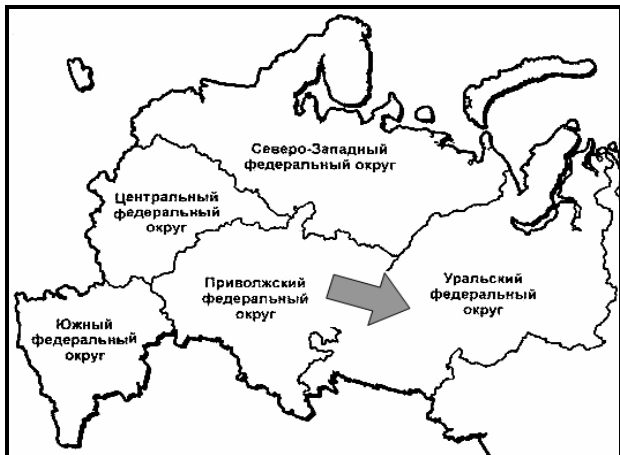 Северо-Западный
федеральный округ
Центральный
федеральный
округ
Приволжский
федеральный
округ
Уральский
федеральный
округ
Южный
федеральный
округ